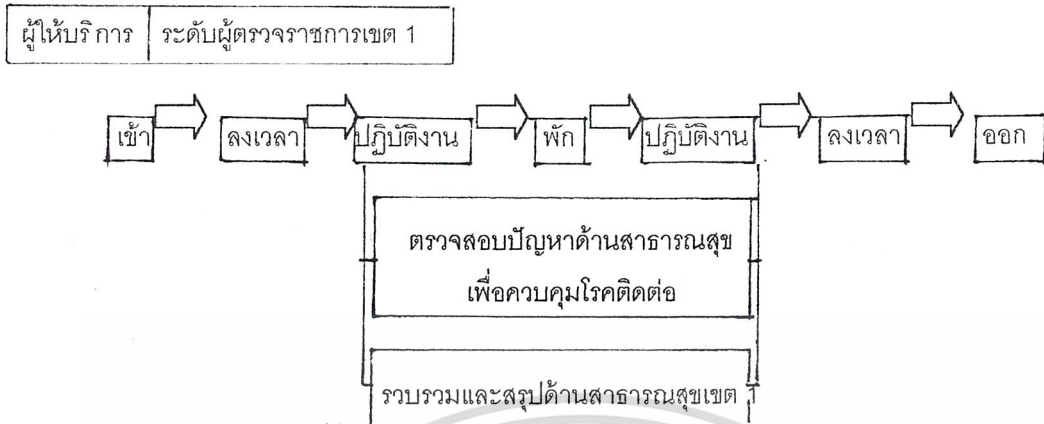 ผู้ให้บริการ ระดับผู้ตรวจราชการเขต 1
เข้า ลงเวลา ปฏิบัติงาน พัก ปฏิบัติงาน ลงเวลา ออก
ตรวจสอบปัญหาด้านสาธารณสุข
เพื่อควบคุมโรคติดต่อ
รวบรวมและสรุปด้านสาธารณสุขเขต 1